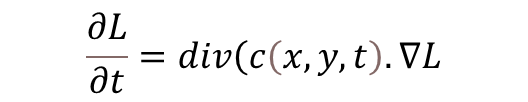 ∂L/∂t = div(c(x, y, t). ∇L